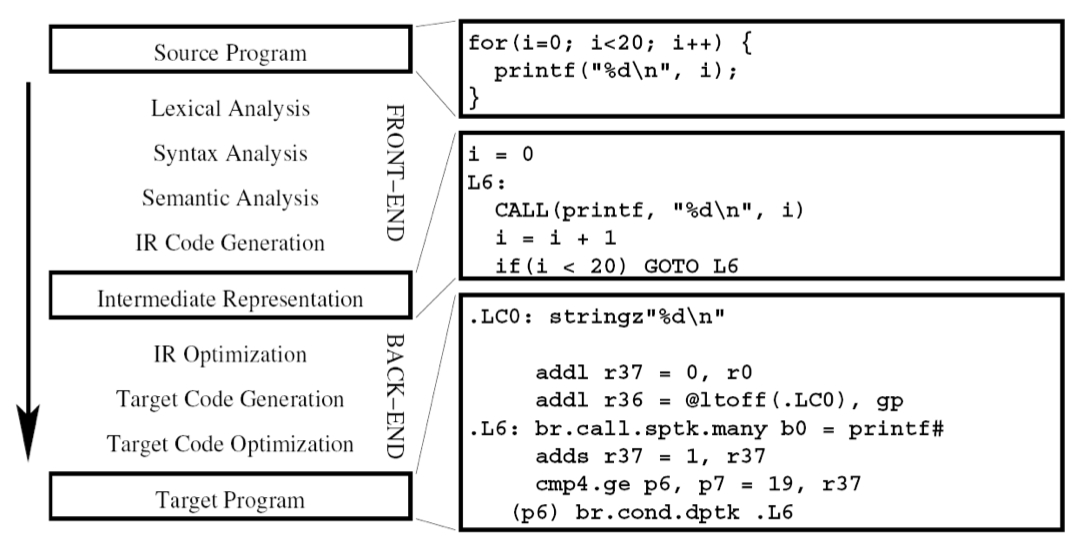 Source Program
Lexical Analysis
Syntax Analysis
Semantic Analysis
IR Code Generation
FRONT-END
Intermediate Representation
IR Optimization
Target Code Generation
Target Code Optimization
BACK-END
Target Program
for(i=0; i<20; i++) {
  printf("%d\n", i);
}
i = 0
L6:
  CALL(printf, "%d\n", i)
  i = i + 1
  if(i < 20) GOTO L6
.LC0: stringz"%d\n"
     addl r37 = 0, r0
     addl r36 = @ltoff(.LC0), gp
.L6: br.call.sptk.many b0 = printf#
     adds r37 = 1, r37
     cmp4.ge p6, p7 = 19, r37
   (p6) br.cond.dptk .L6